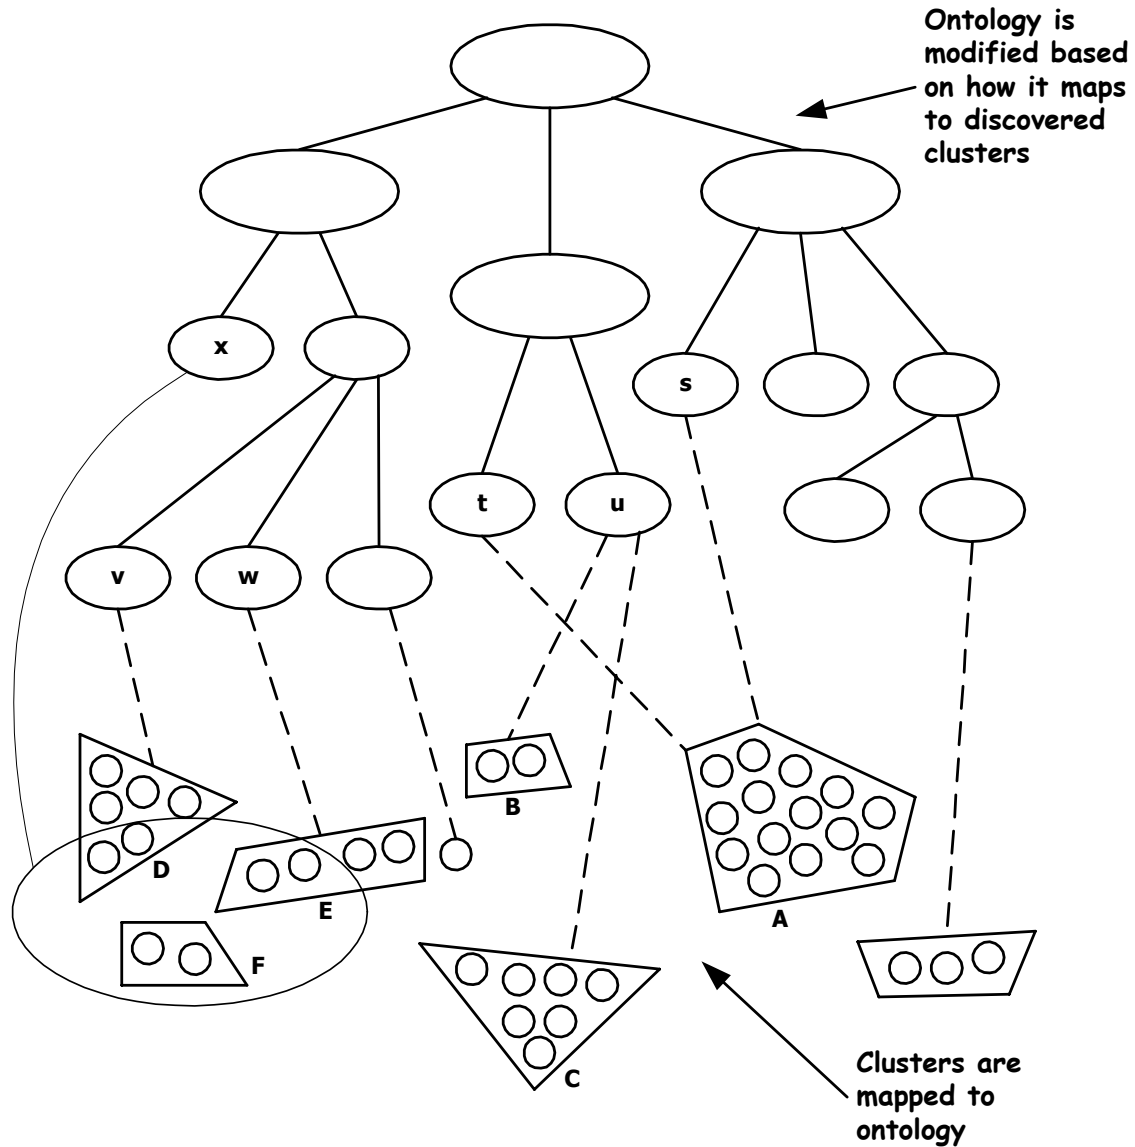 Ontology is
modified based
on how it maps
to discovered
clusters
x
s
t
u
v
w
B
D
E
A
F
C
Clusters are
mapped to
ontology